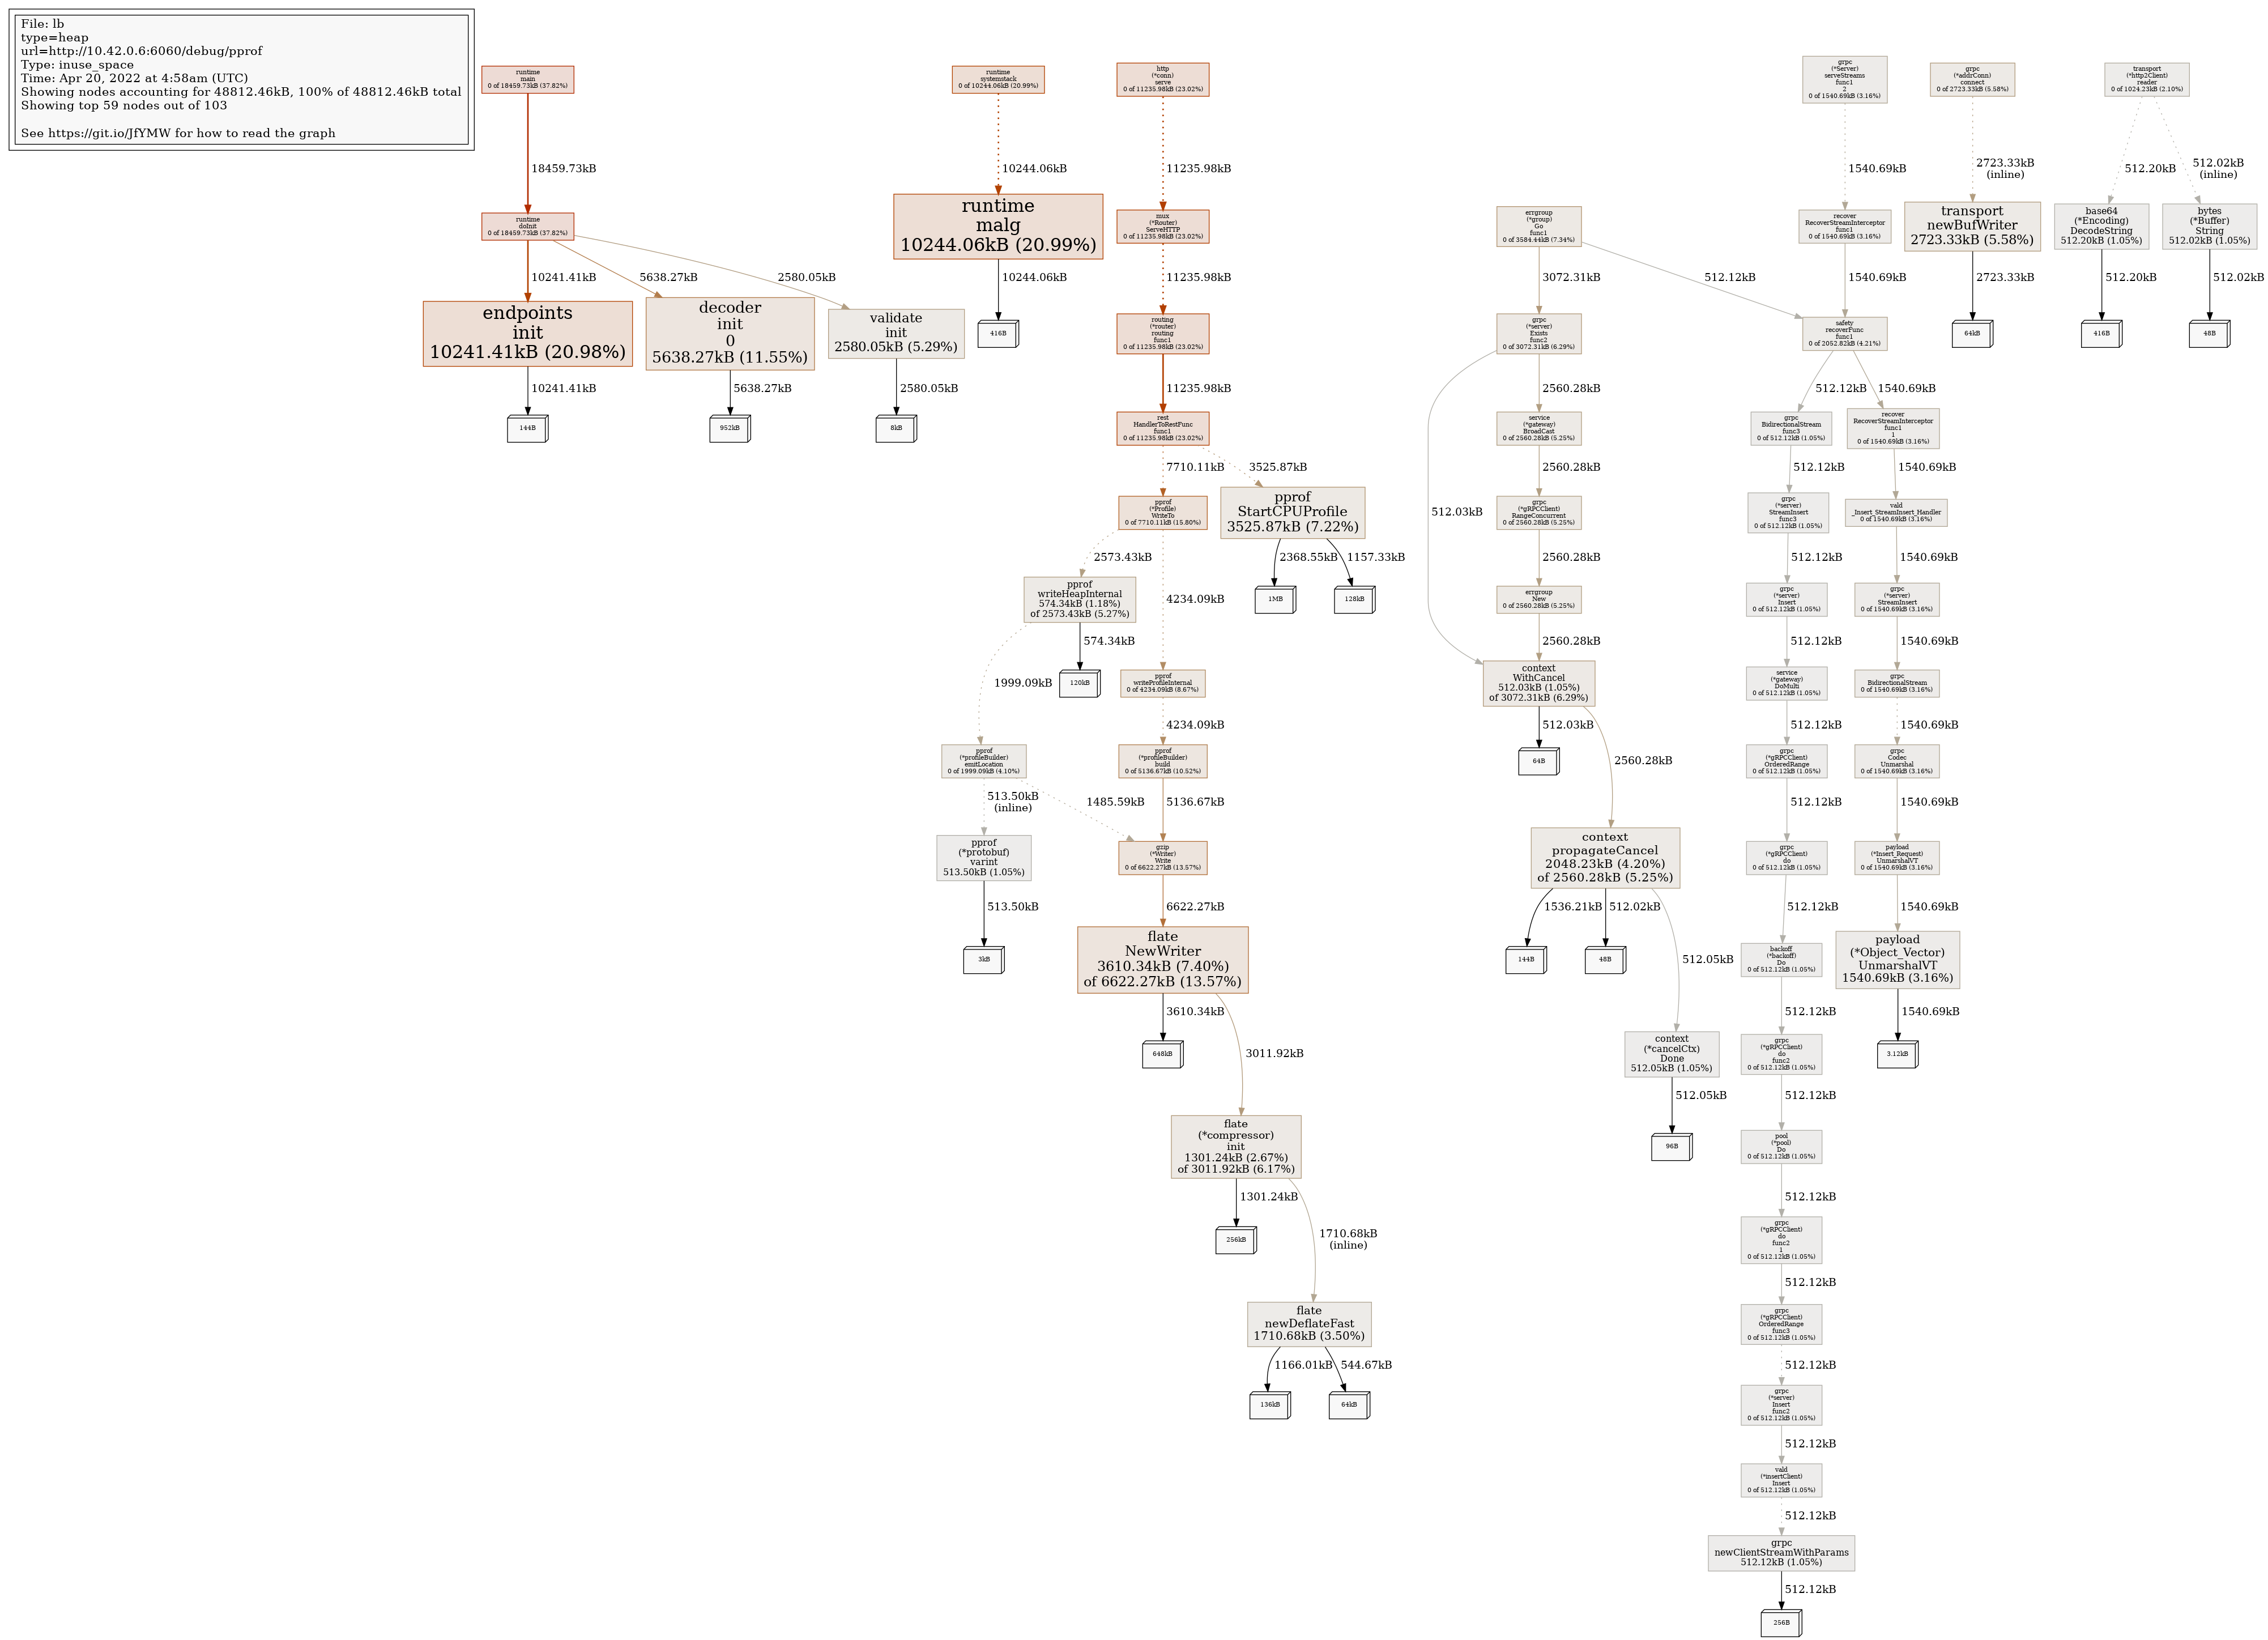 File: lb
type=heap
url=http://10.42.0.6:6060/debug/pprof
Type: inuse_space
Time: Apr 20, 2022 at 4:58am (UTC)
Showing nodes accounting for 48812.46kB, 100% of 48812.46kB total
Showing top 59 nodes out of 103
See https://git.io/JfYMW for how to read the graph
runtime
main
0 of 18459.73kB (37.82%)
18459.73kB
runtime
doInit
0 of 18459.73kB (37.82%)
10241.41kB
5638.27kB
2580.05kB
endpoints
init
10241.41kB (20.98%)
10241.41kB
144B
decoder
init
0
5638.27kB (11.55%)
5638.27kB
952kB
validate
init
2580.05kB (5.29%)
2580.05kB
8kB
runtime
systemstack
0 of 10244.06kB (20.99%)
10244.06kB
runtime
malg
10244.06kB (20.99%)
10244.06kB
416B
http
(*conn)
serve
0 of 11235.98kB (23.02%)
11235.98kB
mux
(*Router)
ServeHTTP
0 of 11235.98kB (23.02%)
11235.98kB
routing
(*router)
routing
func1
0 of 11235.98kB (23.02%)
11235.98kB
rest
HandlerToRestFunc
func1
0 of 11235.98kB (23.02%)
7710.11kB
3525.87kB
pprof
(*Profile)
WriteTo
0 of 7710.11kB (15.80%)
pprof
StartCPUProfile
3525.87kB (7.22%)
2368.55kB
1157.33kB
1MB
128kB
2573.43kB
4234.09kB
pprof
writeHeapInternal
574.34kB (1.18%)
of 2573.43kB (5.27%)
574.34kB
120kB
1999.09kB
pprof
writeProfileInternal
0 of 4234.09kB (8.67%)
4234.09kB
pprof
(*profileBuilder)
emitLocation
0 of 1999.09kB (4.10%)
513.50kB
(inline)
1485.59kB
pprof
(*profileBuilder)
build
0 of 5136.67kB (10.52%)
5136.67kB
pprof
(*protobuf)
varint
513.50kB (1.05%)
513.50kB
3kB
gzip
(*Writer)
Write
0 of 6622.27kB (13.57%)
6622.27kB
flate
NewWriter
3610.34kB (7.40%)
of 6622.27kB (13.57%)
3610.34kB
648kB
3011.92kB
flate
(*compressor)
init
1301.24kB (2.67%)
of 3011.92kB (6.17%)
1301.24kB
256kB
1710.68kB
(inline)
flate
newDeflateFast
1710.68kB (3.50%)
1166.01kB
544.67kB
136kB
64kB
errgroup
(*group)
Go
func1
0 of 3584.44kB (7.34%)
3072.31kB
512.12kB
grpc
(*server)
Exists
func2
0 of 3072.31kB (6.29%)
2560.28kB
512.03kB
service
(*gateway)
BroadCast
0 of 2560.28kB (5.25%)
2560.28kB
grpc
(*gRPCClient)
RangeConcurrent
0 of 2560.28kB (5.25%)
2560.28kB
errgroup
New
0 of 2560.28kB (5.25%)
2560.28kB
context
WithCancel
512.03kB (1.05%)
of 3072.31kB (6.29%)
512.03kB
64B
2560.28kB
context
propagateCancel
2048.23kB (4.20%)
of 2560.28kB (5.25%)
1536.21kB
512.02kB
144B
48B
512.05kB
context
(*cancelCtx)
Done
512.05kB (1.05%)
512.05kB
96B
grpc
(*Server)
serveStreams
func1
2
0 of 1540.69kB (3.16%)
1540.69kB
recover
RecoverStreamInterceptor
func1
0 of 1540.69kB (3.16%)
1540.69kB
safety
recoverFunc
func1
0 of 2052.82kB (4.21%)
512.12kB
1540.69kB
grpc
BidirectionalStream
func3
0 of 512.12kB (1.05%)
512.12kB
grpc
(*server)
StreamInsert
func3
0 of 512.12kB (1.05%)
512.12kB
grpc
(*server)
Insert
0 of 512.12kB (1.05%)
512.12kB
service
(*gateway)
DoMulti
0 of 512.12kB (1.05%)
512.12kB
grpc
(*gRPCClient)
OrderedRange
0 of 512.12kB (1.05%)
512.12kB
grpc
(*gRPCClient)
do
0 of 512.12kB (1.05%)
512.12kB
backoff
(*backoff)
Do
0 of 512.12kB (1.05%)
512.12kB
grpc
(*gRPCClient)
do
func2
0 of 512.12kB (1.05%)
512.12kB
pool
(*pool)
Do
0 of 512.12kB (1.05%)
512.12kB
grpc
(*gRPCClient)
do
func2
1
0 of 512.12kB (1.05%)
512.12kB
grpc
(*gRPCClient)
OrderedRange
func3
0 of 512.12kB (1.05%)
512.12kB
grpc
(*server)
Insert
func2
0 of 512.12kB (1.05%)
512.12kB
vald
(*insertClient)
Insert
0 of 512.12kB (1.05%)
512.12kB
grpc
newClientStreamWithParams
512.12kB (1.05%)
512.12kB
256B
recover
RecoverStreamInterceptor
func1
1
0 of 1540.69kB (3.16%)
1540.69kB
vald
_Insert_StreamInsert_Handler
0 of 1540.69kB (3.16%)
1540.69kB
grpc
(*server)
StreamInsert
0 of 1540.69kB (3.16%)
1540.69kB
grpc
BidirectionalStream
0 of 1540.69kB (3.16%)
1540.69kB
grpc
Codec
Unmarshal
0 of 1540.69kB (3.16%)
1540.69kB
payload
(*Insert_Request)
UnmarshalVT
0 of 1540.69kB (3.16%)
1540.69kB
payload
(*Object_Vector)
UnmarshalVT
1540.69kB (3.16%)
1540.69kB
3.12kB
grpc
(*addrConn)
connect
0 of 2723.33kB (5.58%)
2723.33kB
(inline)
transport
newBufWriter
2723.33kB (5.58%)
2723.33kB
64kB
transport
(*http2Client)
reader
0 of 1024.23kB (2.10%)
512.20kB
512.02kB
(inline)
base64
(*Encoding)
DecodeString
512.20kB (1.05%)
512.20kB
416B
bytes
(*Buffer)
String
512.02kB (1.05%)
512.02kB
48B